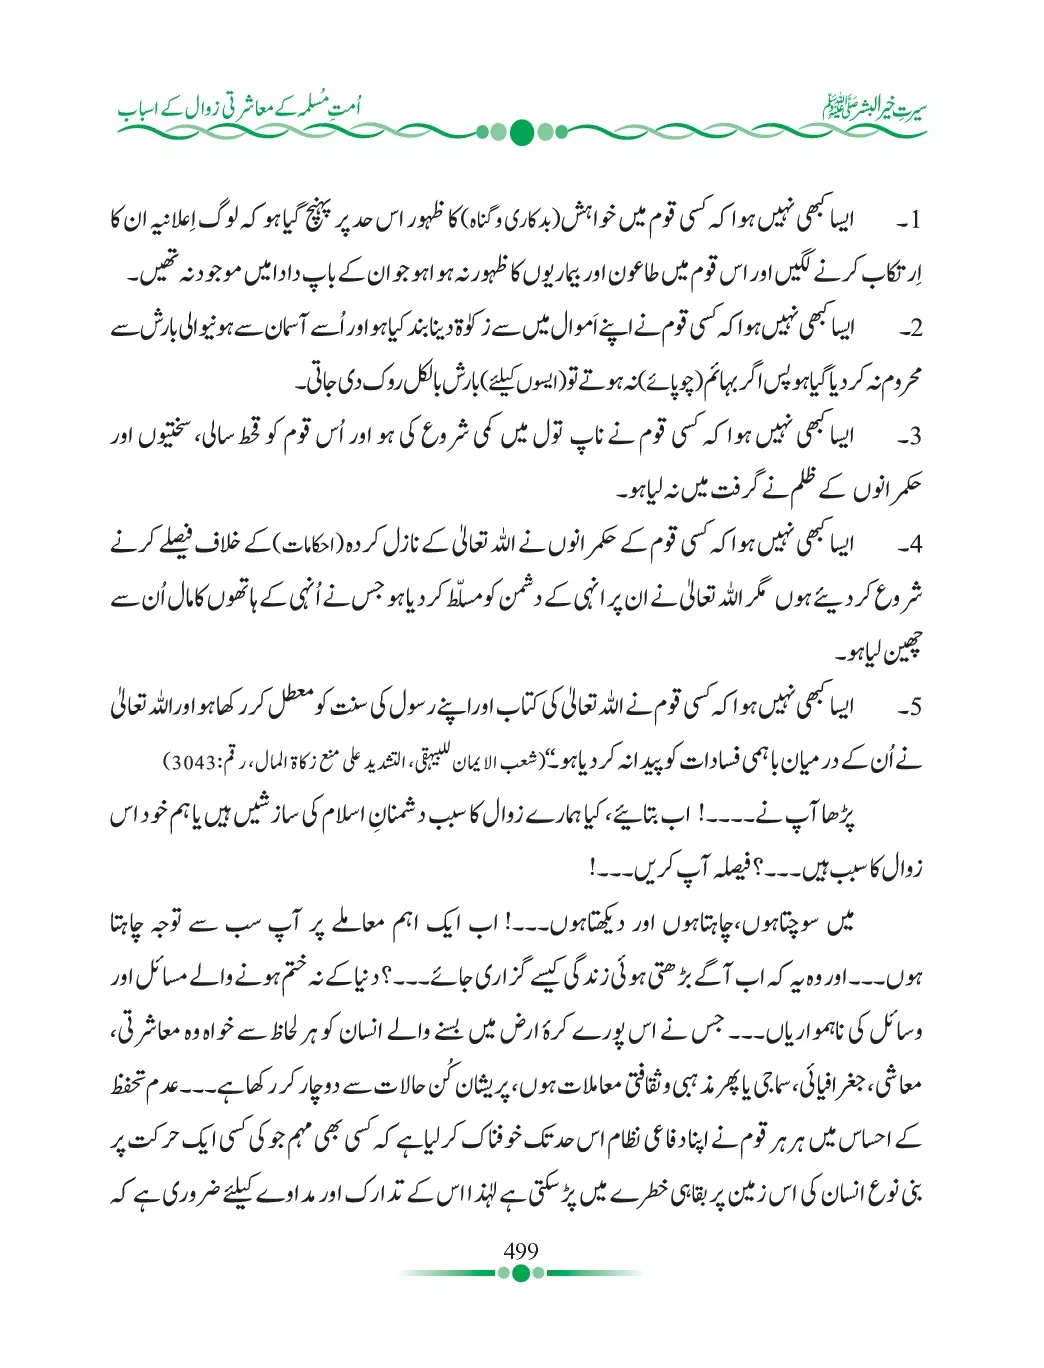 سیرتِ خیر البشر ﷺ
اُمتِ مُسلمہ کے معاشرتی زوال کے اسباب
1۔ ایسا کبھی نہیں ہوا کہ کسی قوم میں خواہش (بدکاری و گناہ) کا ظہور اس حد پر پہنچ گیا ہو کہ لوگ اِعلانیہ ان کا
اِرتکاب کرنے لگیں اور اس قوم میں طاعون اور بیماریوں کا ظہور نہ ہوا ہو جو ان کے باپ دادا میں موجود نہ تھیں۔
2۔ ایسا کبھی نہیں ہوا کہ کسی قوم نے اپنے اَموال میں سے زکوٰۃ دینا بند کیا ہو اور اُسے آسمان سے ہونیوالی بارش سے
محروم نہ کر دیا گیا ہو پس اگر بہائم (چوپائے) نہ ہوتے تو (ایسوں کیلئے) بارش بالکل روک دی جاتی۔
3۔ ایسا کبھی نہیں ہوا کہ کسی قوم نے ناپ تول میں کمی شروع کی ہو اور اُس قوم کو قحط سالی، سختیوں اور
حکمرانوں کے ظلم نے گرفت میں نہ لیا ہو۔
4۔ ایسا کبھی نہیں ہوا کہ کسی قوم کے حکمرانوں نے اللہ تعالیٰ کے نازل کردہ (احکامات) کے خلاف فیصلے کرنے
شروع کر دیئے ہوں مگر اللہ تعالیٰ نے ان پر انہی کے دشمن کو مسلّط کر دیا ہو جس نے اُنہی کے ہاتھوں کا مال اُن سے
چھین لیا ہو۔
5۔ ایسا کبھی نہیں ہوا کہ کسی قوم نے اللہ تعالیٰ کی کتاب اور اپنے رسول کی سنت کو معطل کر رکھا ہو اور اللہ تعالیٰ
نے اُن کے درمیان باہمی فسادات کو پیدا نہ کر دیا ہو۔“ (شعب الایمان للبیہقی، التشدید علی منع زکاۃ المال، رقم:3043)
پڑھا آپ نے۔۔۔۔! اب بتائیے، کیا ہمارے زوال کا سبب دشمنانِ اسلام کی سازشیں ہیں یا ہم خود اس
زوال کا سبب ہیں۔۔۔؟ فیصلہ آپ کریں۔۔۔!
میں سوچتا ہوں، چاہتا ہوں اور دیکھتا ہوں۔۔۔! اب ایک اہم معاملے پر آپ سب سے توجہ چاہتا
ہوں۔۔۔ اور وہ یہ کہ اب آگے بڑھتی ہوئی زندگی کیسے گزاری جائے۔۔۔؟ دنیا کے نہ ختم ہونے والے مسائل اور
وسائل کی ناہمواریاں۔۔۔ جس نے اس پورے کرۂ ارض میں بسنے والے انسان کو ہر لحاظ سے خواہ وہ معاشرتی،
معاشی، جغرافیائی، سماجی یا پھر مذہبی و ثقافتی معاملات ہوں، پریشان کُن حالات سے دوچار کر رکھا ہے۔۔۔ عدم تحفظ
کے احساس میں ہر ہر قوم نے اپنا دفاعی نظام اس حد تک خوفناک کر لیا ہے کہ کسی بھی مہم جو کی کسی ایک حرکت پر
بنی نوع انسان کی اس زمین پر بقا ہی خطرے میں پڑ سکتی ہے لہٰذا اس کے تدارک اور مداوے کیلئے ضروری ہے کہ
499